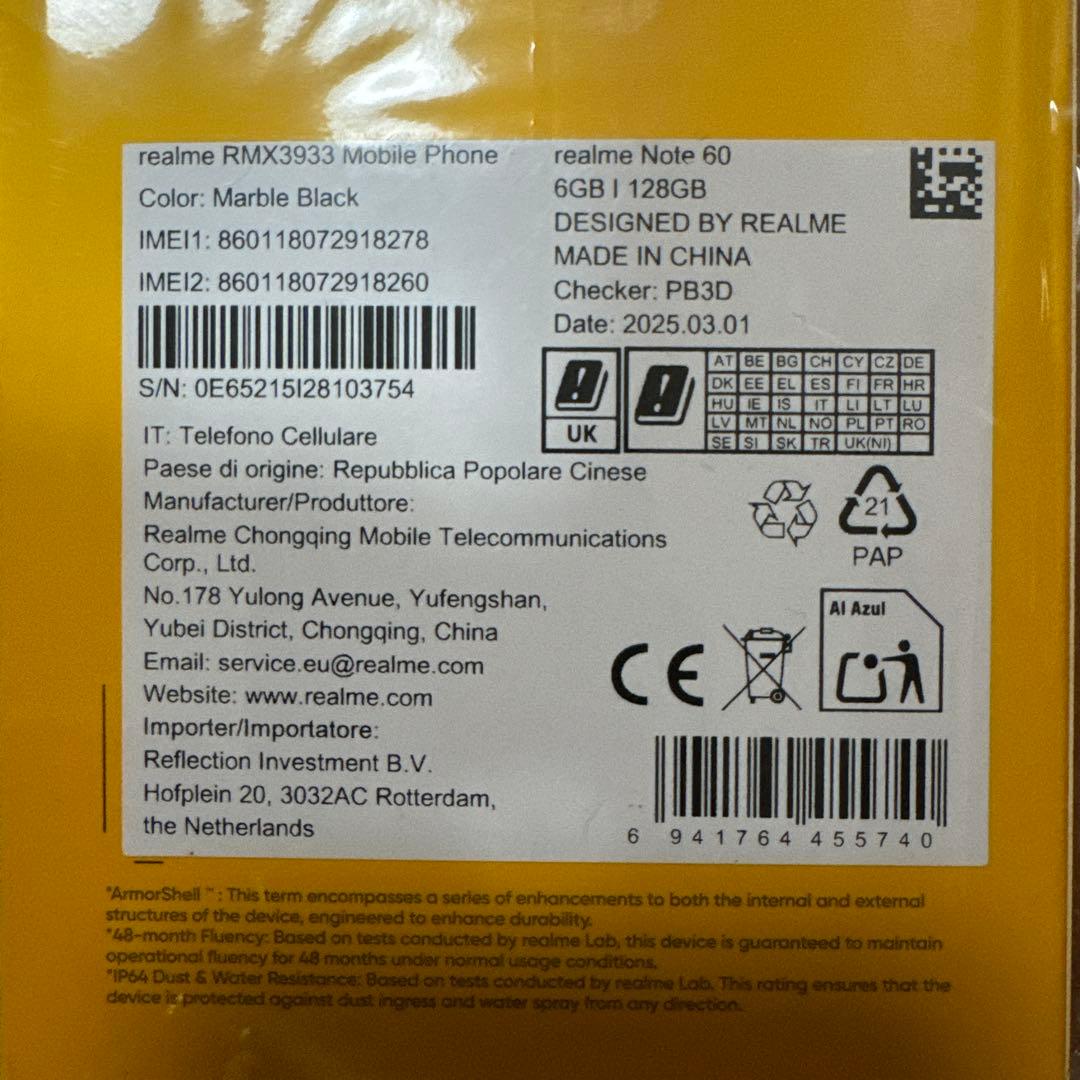 realme RMX3933 Mobile Phone
Color: Marble Black
IMEI1: 860118072918278
IMEI2: 860118072918260
S/N: 0E65215I28103754
IT: Telefono Cellulare
Paese di origine: Repubblica Popolare Cinese
Manufacturer/Produttore:
Realme Chongqing Mobile Telecommunications
Corp., Ltd.
No.178 Yulong Avenue, Yufengshan,
Yubei District, Chongqing, China
Email: service.eu@realme.com
Website: www.realme.com
Importer/Importatore:
Reflection Investment B.V.
Hofplein 20, 3032AC Rotterdam,
the Netherlands
realme Note 60
6GB I 128GB
DESIGNED BY REALME
MADE IN CHINA
Checker: PB3D
Date: 2025.03.01
UK
AT BE BG CH CY CZ DE
DK EE EL ES FI FR HR
HU IE IS IT LI LT LU
LV MT NL NO PL PT RO
SE SI SK TR UK(NI)
21
PAP
Al Azul
CE
6 941764 455740
*ArmorShell ™ : This term encompasses a series of enhancements to both the internal and external
structures of the device, engineered to enhance durability.
*48-month Fluency: Based on tests conducted by realme Lab, this device is guaranteed to maintain
operational fluency for 48 months under normal usage conditions.
*IP64 Dust & Water Resistance: Based on tests conducted by realme Lab. This rating ensures that the
device is protected against dust ingress and water spray from any direction.